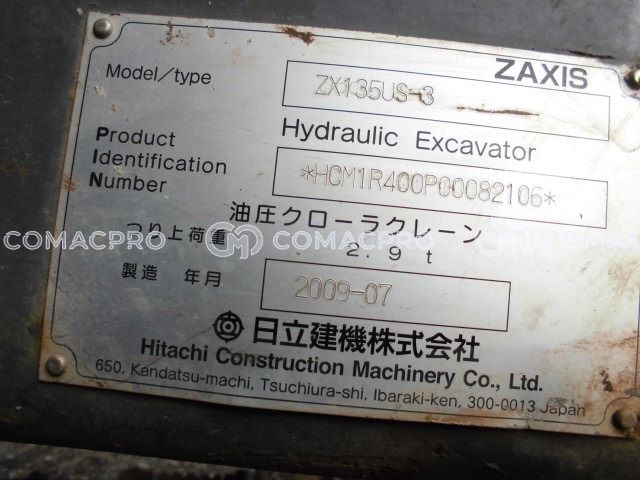 ZAXIS
Model/type ZX135US-3
Hydraulic Excavator
Product
Identification
Number *HCM1R400P00082106*
油圧クローラクレーン
つり上荷重 2.9t
COMACPRO COMACPRO COMACPRO
製造 年月 2009-07
日立建機株式会社
Hitachi Construction Machinery Co., Ltd.
650, Kandatsu-machi, Tsuchiura-shi, Ibaraki-ken, 300-0013 Japan